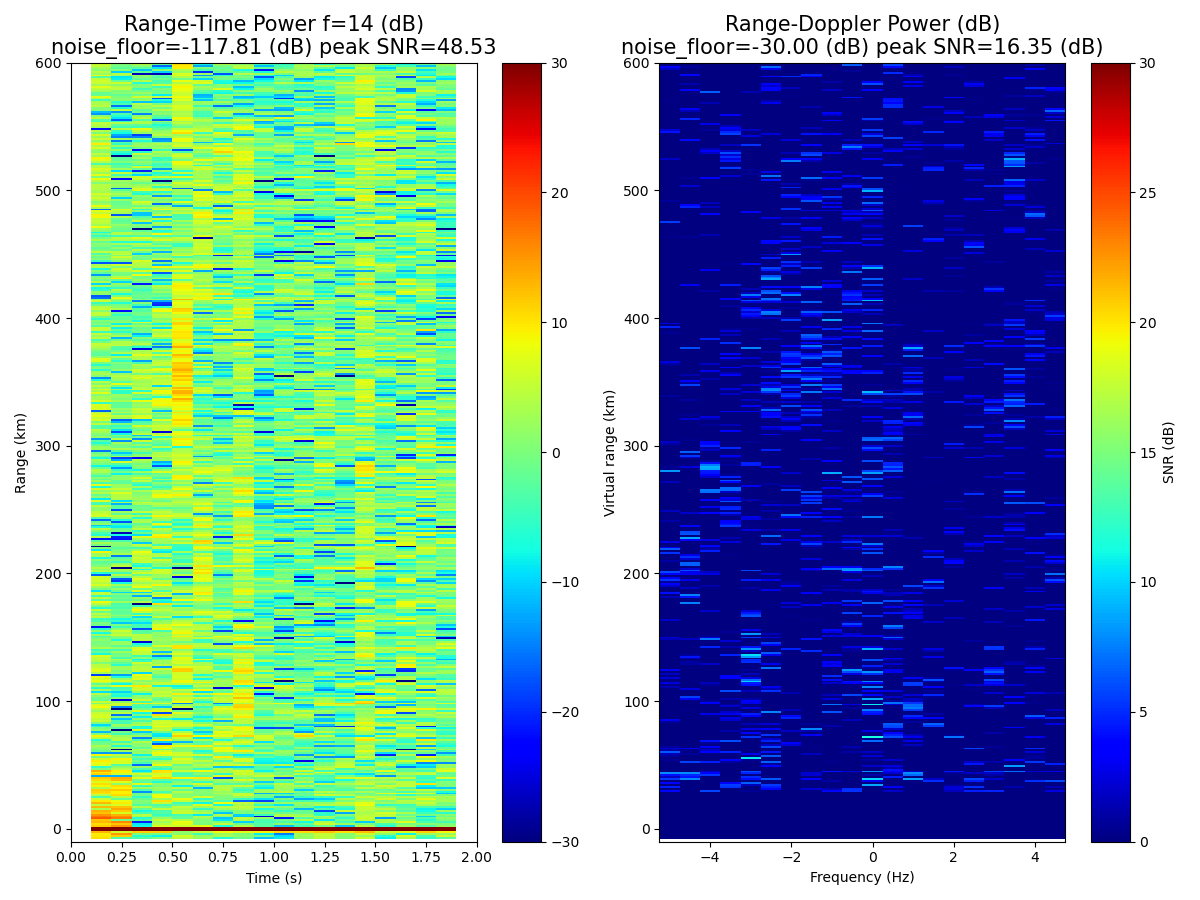 Range-Time Power f=14 (dB)
noise_floor=-117.81 (dB) peak SNR=48.53
Range (km)
600
500
400
300
200
100
0
0.00 0.25 0.50 0.75 1.00 1.25 1.50 1.75 2.00
Time (s)
30
20
10
0
−10
−20
−30
Range-Doppler Power (dB)
noise_floor=-30.00 (dB) peak SNR=16.35 (dB)
Virtual range (km)
600
500
400
300
200
100
0
−4 −2 0 2 4
Frequency (Hz)
30
25
20
15
10
5
0
SNR (dB)